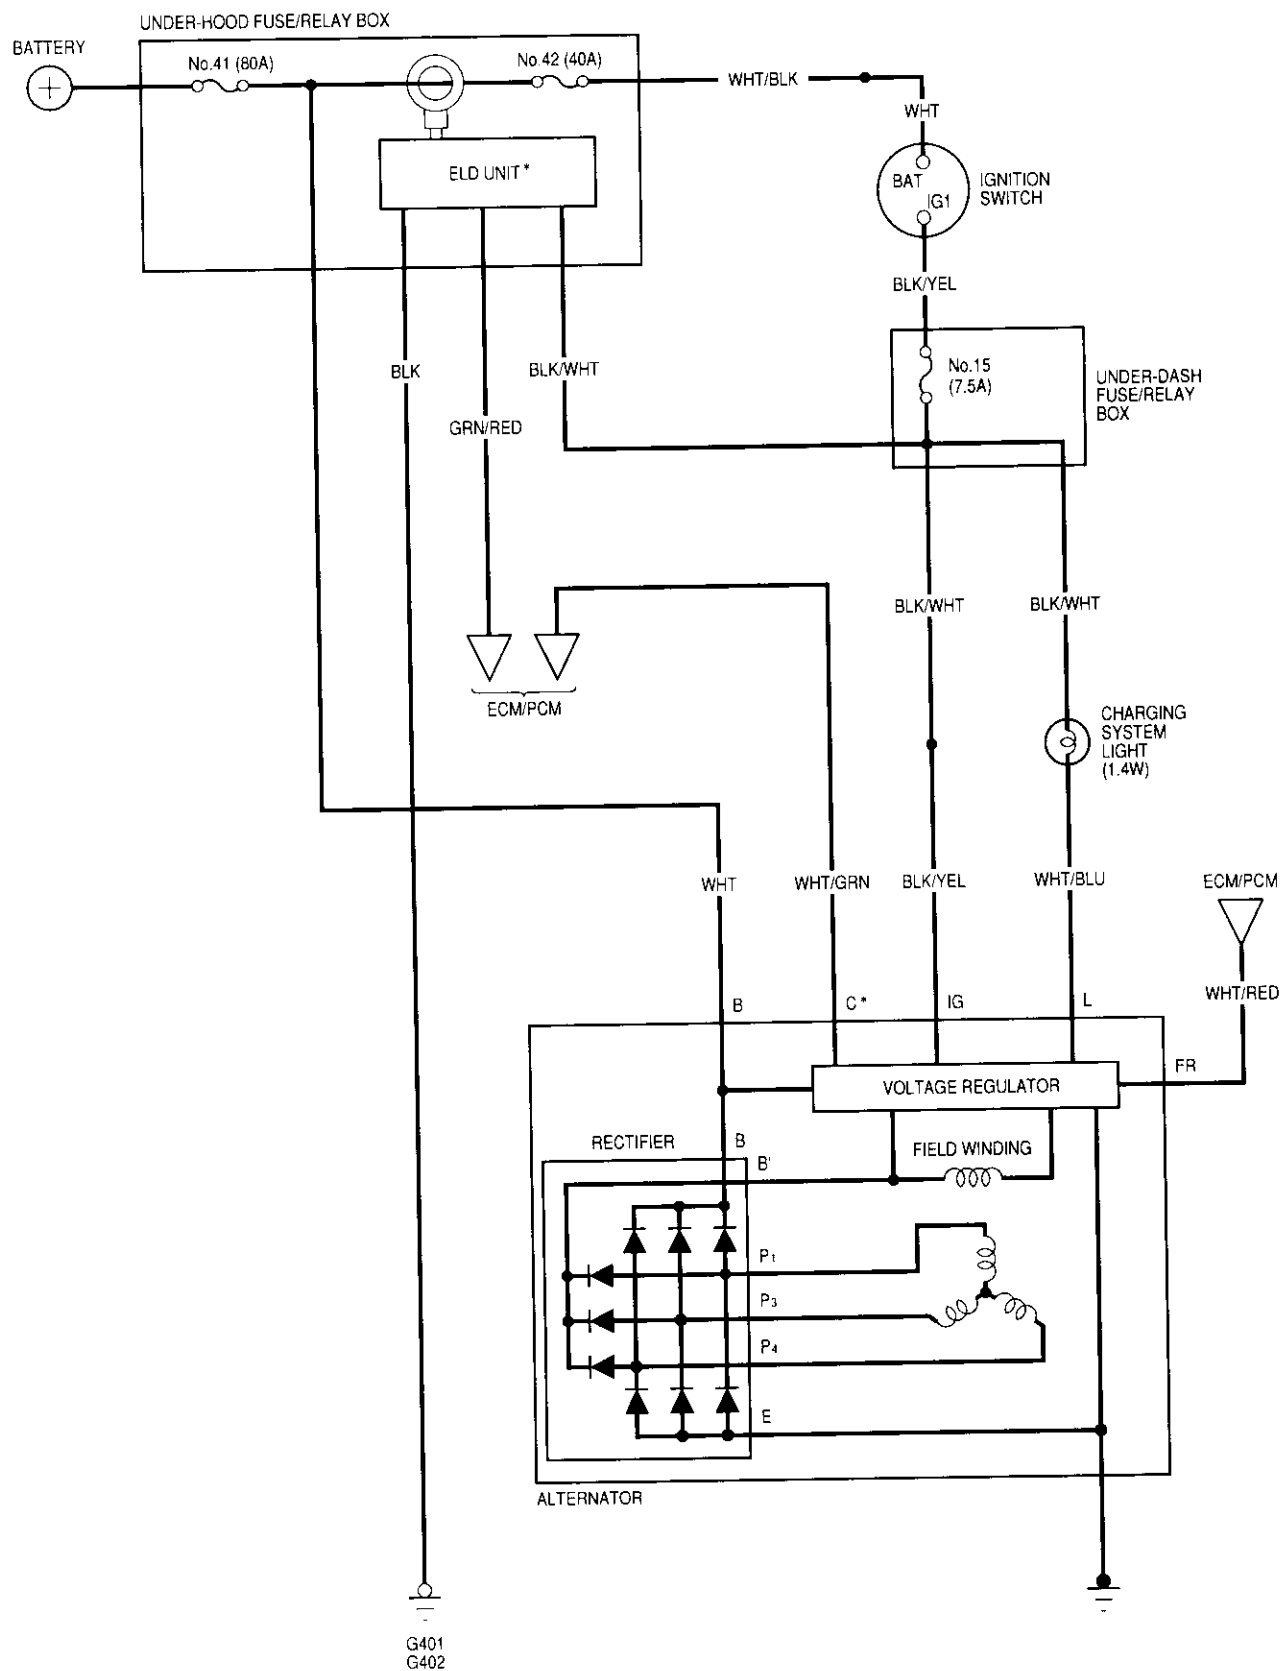 UNDER-HOOD FUSE/RELAY BOX
BATTERY
No.41 (80A)
No.42 (40A)
WHT/BLK
WHT
ELD UNIT *
BAT
IG1
IGNITION
SWITCH
BLK/YEL
BLK
BLK/WHT
No.15
(7.5A)
UNDER-DASH
FUSE/RELAY
BOX
GRN/RED
BLK/WHT
BLK/WHT
ECM/PCM
CHARGING
SYSTEM
LIGHT
(1.4W)
WHT
WHT/GRN
BLK/YEL
WHT/BLU
ECM/PCM
WHT/RED
B
C *
IG
L
FR
VOLTAGE REGULATOR
RECTIFIER
B
FIELD WINDING
B'
P1
P3
P4
E
ALTERNATOR
G401
G402